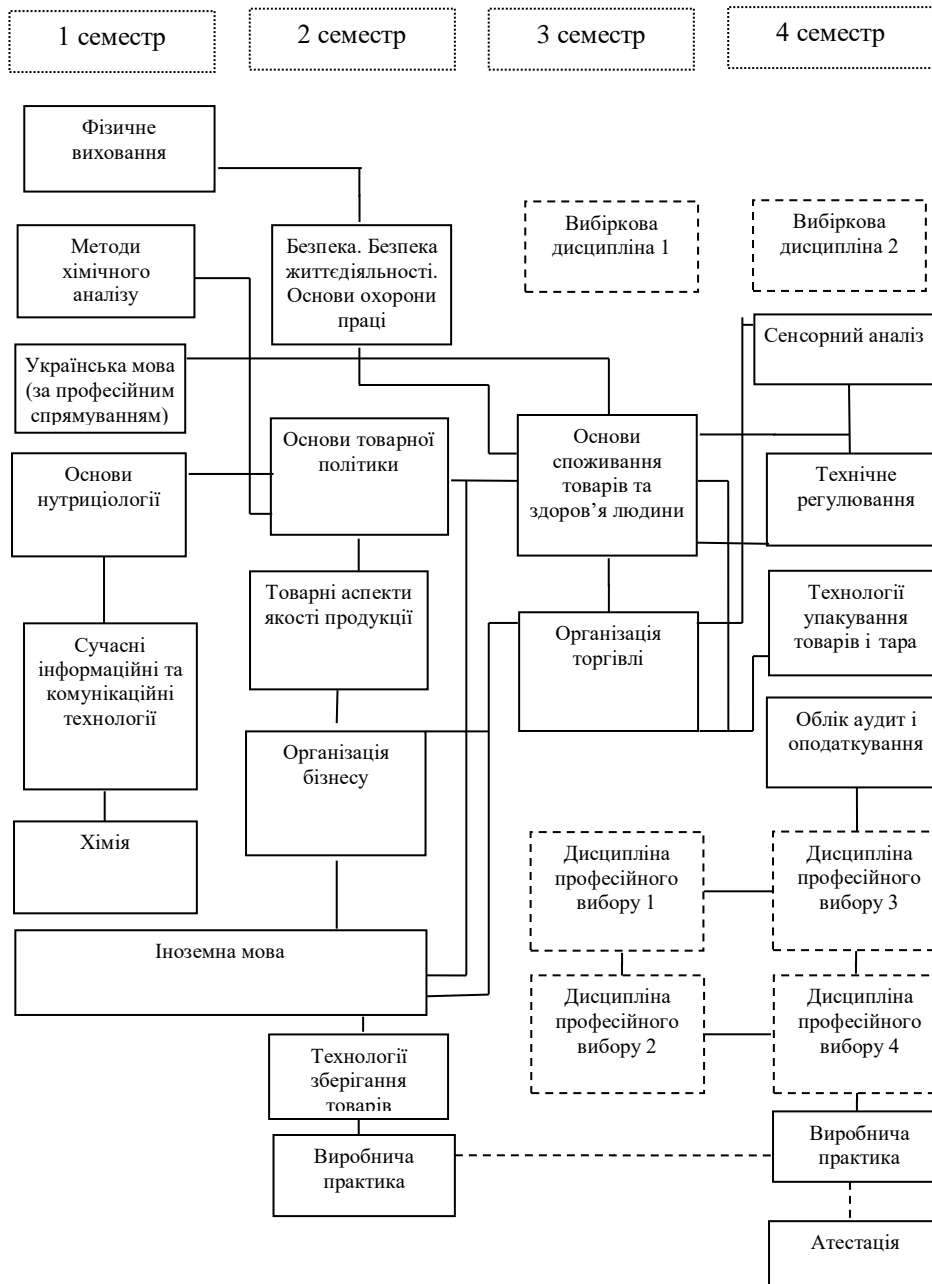 1 семестр
2 семестр
3 семестр
4 семестр
Фізичне
виховання
Методи
хімічного
аналізу
Українська мова
(за професійним
спрямуванням)
Основи
нутриціології
Сучасні
інформаційні та
комунікаційні
технології
Хімія
Іноземна мова
Безпека. Безпека
життєдіяльності.
Основи охорони
праці
Основи товарної
політики
Товарні аспекти
якості продукції
Організація
бізнесу
Технології
зберігання
товарів
Виробнича
практика
Вибіркова
дисципліна 1
Основи
споживання
товарів та
здоров’я людини
Організація
торгівлі
Дисципліна
професійного
вибору 1
Дисципліна
професійного
вибору 2
Вибіркова
дисципліна 2
Сенсорний аналіз
Технічне
регулювання
Технології
упакування
товарів і тара
Облік аудит і
оподаткування
Дисципліна
професійного
вибору 3
Дисципліна
професійного
вибору 4
Виробнича
практика
Атестація